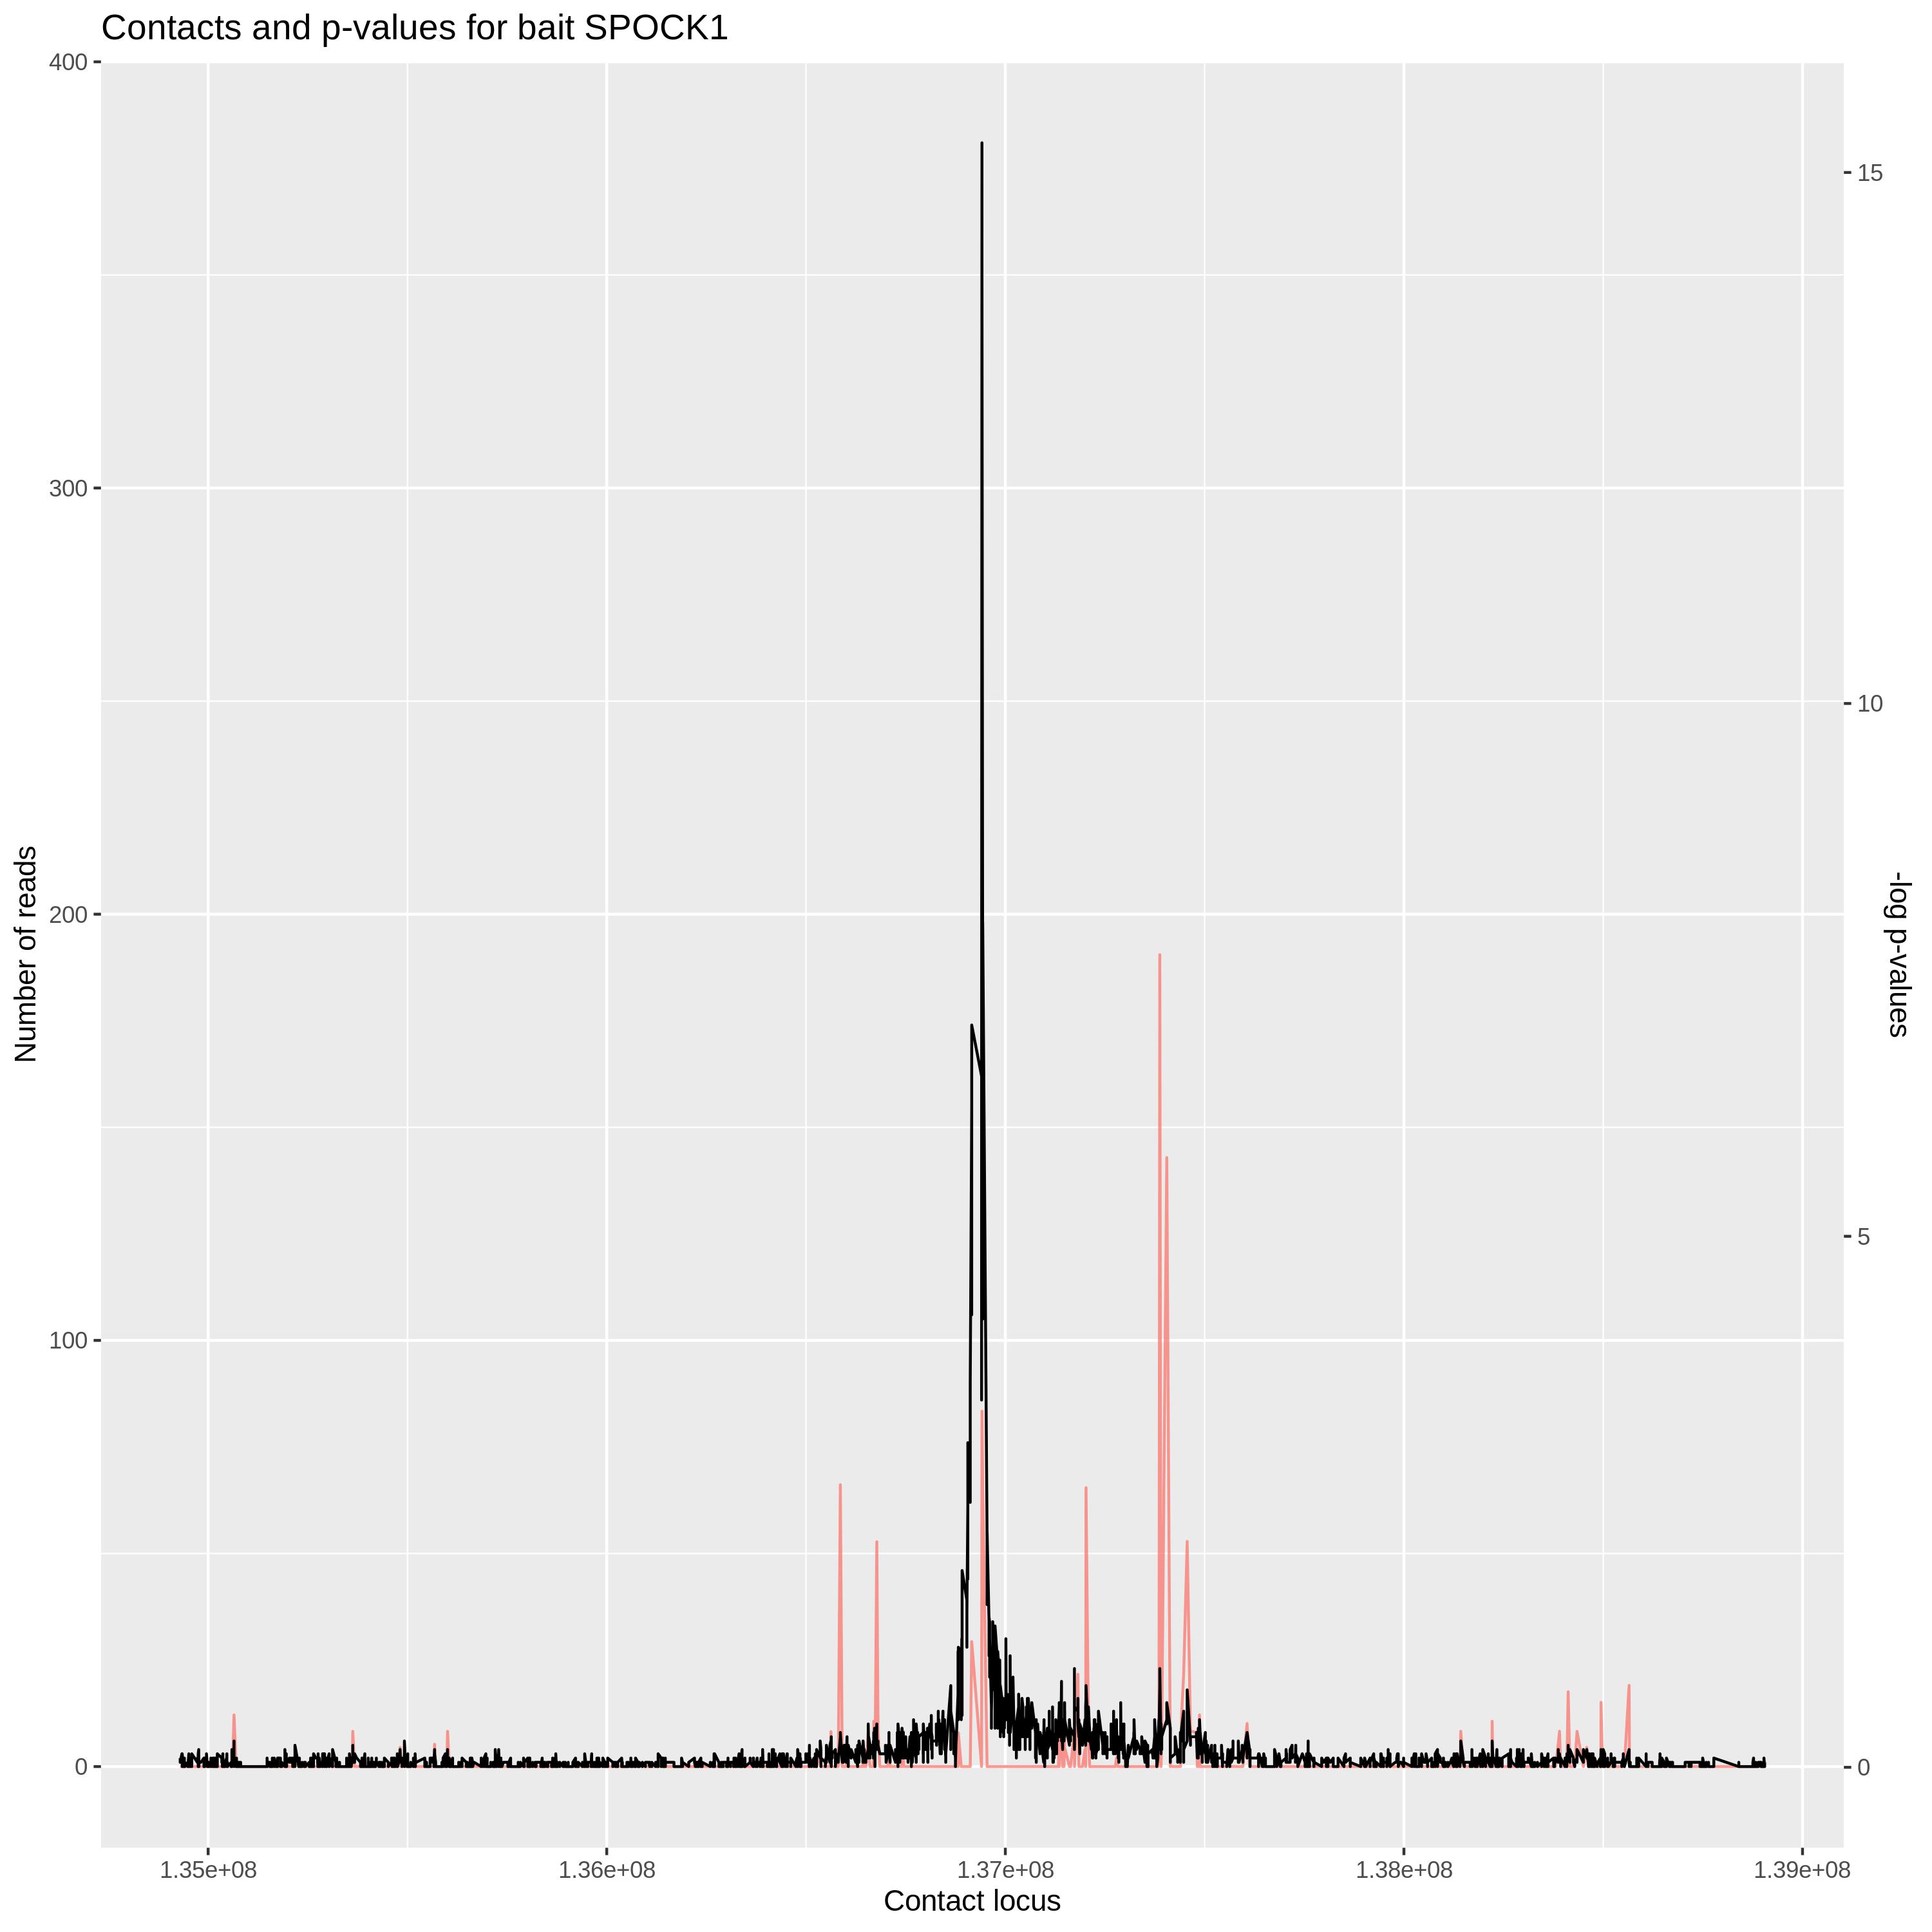 Contacts and p-values for bait SPOCK1
400
300
200
100
0
Number of reads
15
10
5
0
-log p-values
1.35e+08
1.36e+08
1.37e+08
1.38e+08
1.39e+08
Contact locus